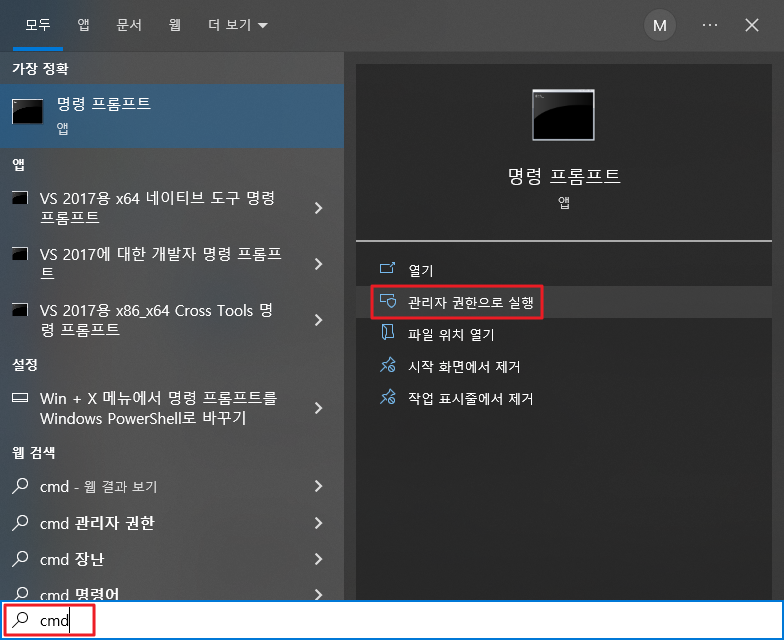 모두 앱 문서 웹 더 보기 M
가장 정확
명령 프롬프트
앱
앱
VS 2017용 x64 네이티브 도구 명령
프롬프트
VS 2017에 대한 개발자 명령 프롬프
트
VS 2017용 x86_x64 Cross Tools 명
령 프롬프트
설정
Win + X 메뉴에서 명령 프롬프트를
Windows PowerShell로 바꾸기
웹 검색
cmd - 웹 결과 보기
cmd 관리자 권한
cmd 장난
cmd 명령어
cmd
명령 프롬프트
앱
열기
관리자 권한으로 실행
파일 위치 열기
시작 화면에서 제거
작업 표시줄에서 제거